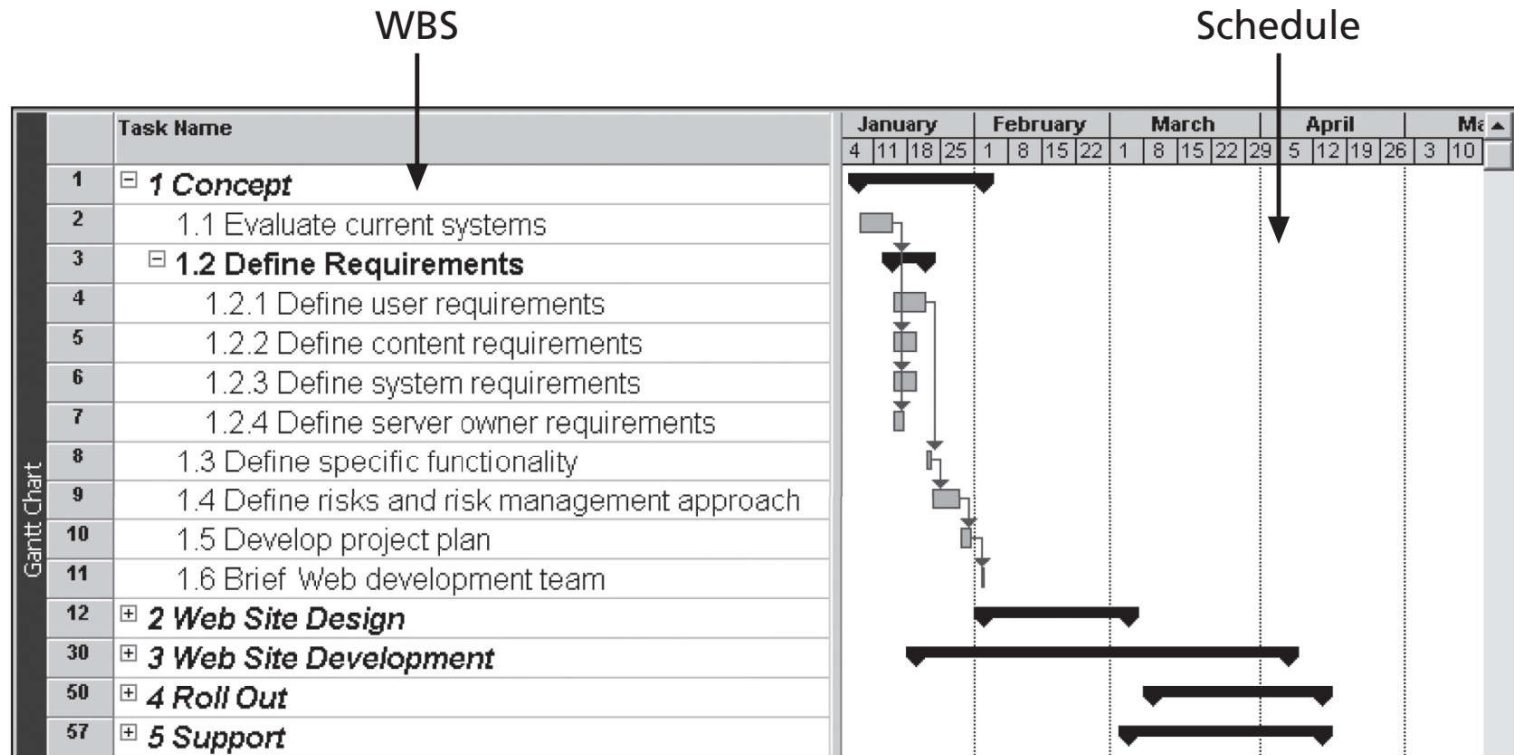 WBS Schedule
Task Name January February March April Ma
4 11 18 25 1 8 15 22 1 8 15 22 29 5 12 19 26 3 10
1 1 Concept
2 1.1 Evaluate current systems
3 1.2 Define Requirements
4 1.2.1 Define user requirements
5 1.2.2 Define content requirements
6 1.2.3 Define system requirements
7 1.2.4 Define server owner requirements
8 1.3 Define specific functionality
9 1.4 Define risks and risk management approach
10 1.5 Develop project plan
11 1.6 Brief Web development team
12 2 Web Site Design
30 3 Web Site Development
50 4 Roll Out
57 5 Support
Gantt Chart